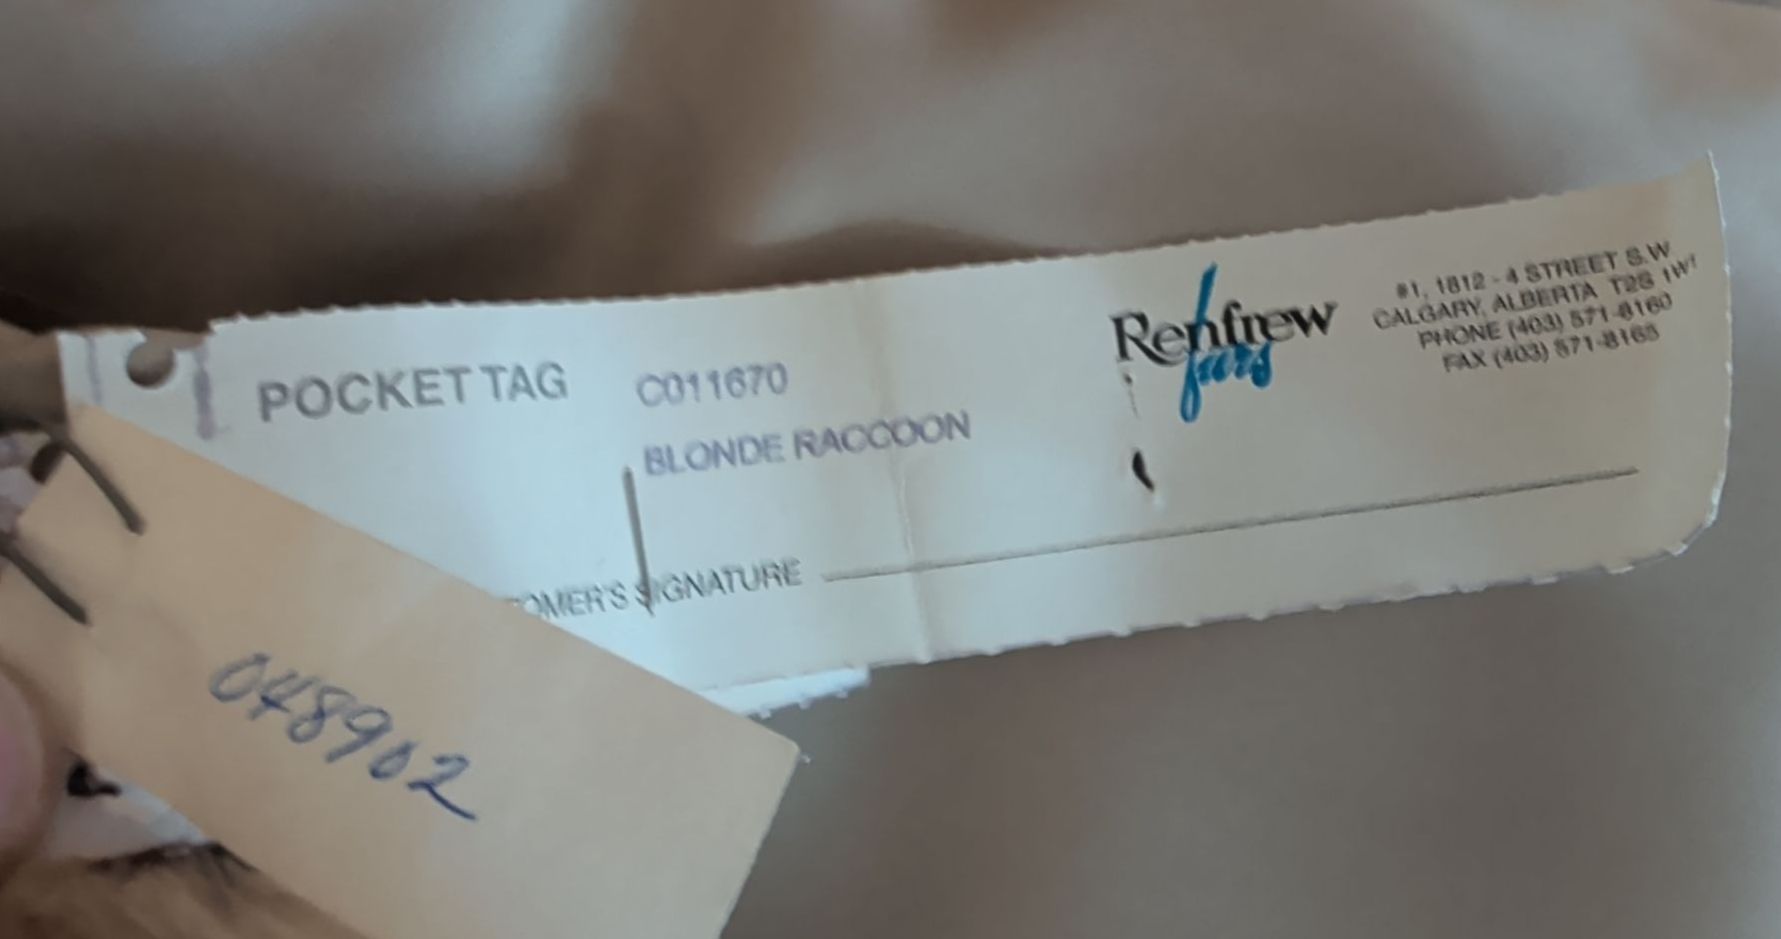 POCKET TAG
C011670
BLONDE RACCOON
Renfrew
furs
#1, 1812 - 4 STREET S.W.
CALGARY, ALBERTA T2S 1W1
PHONE (403) 571-8160
FAX (403) 571-8165
TOMER'S SIGNATURE
048902